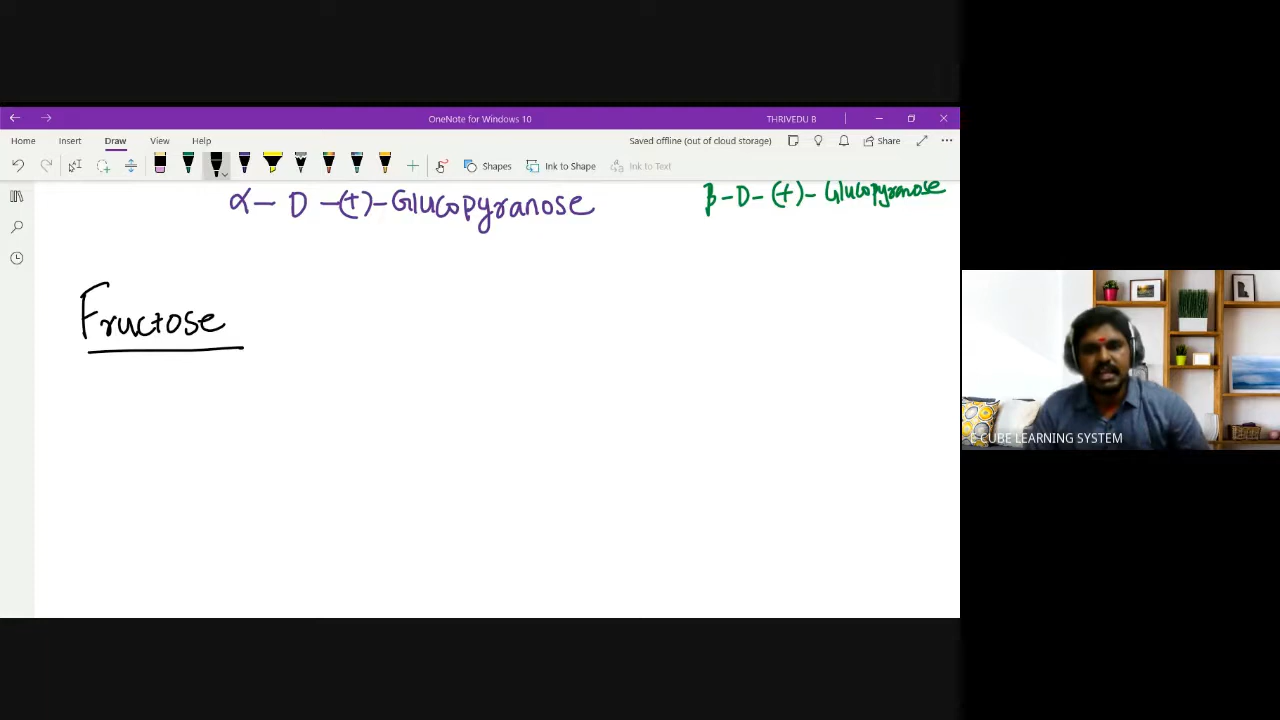 OneNote for Windows 10
THRIVEDU B
Home Insert Draw View Help
Saved offline (out of cloud storage)
Share
Shapes
Ink to Shape
Ink to Text
α- D -(+)- Glucopyranose
β-D-(+)- Glucopyranose
Fructose
E CUBE LEARNING SYSTEM